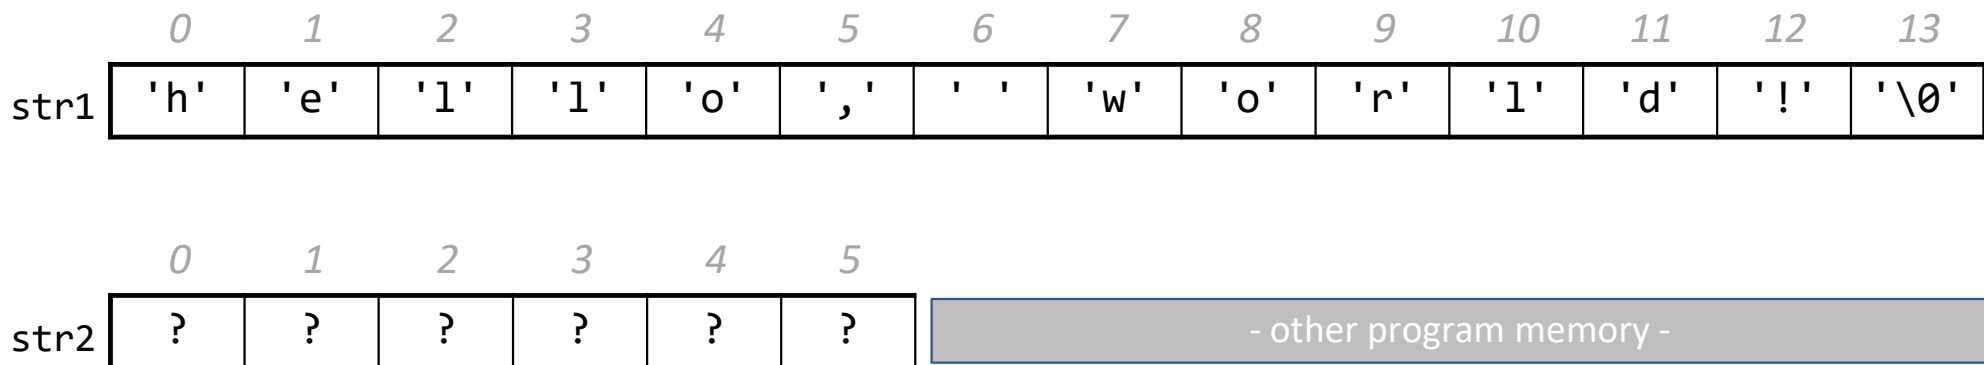 0 1 2 3 4 5 6 7 8 9 10 11 12 13
str1 'h' 'e' 'l' 'l' 'o' ',' ' ' 'w' 'o' 'r' 'l' 'd' '!' '\0'
0 1 2 3 4 5
str2 ? ? ? ? ? ? - other program memory -